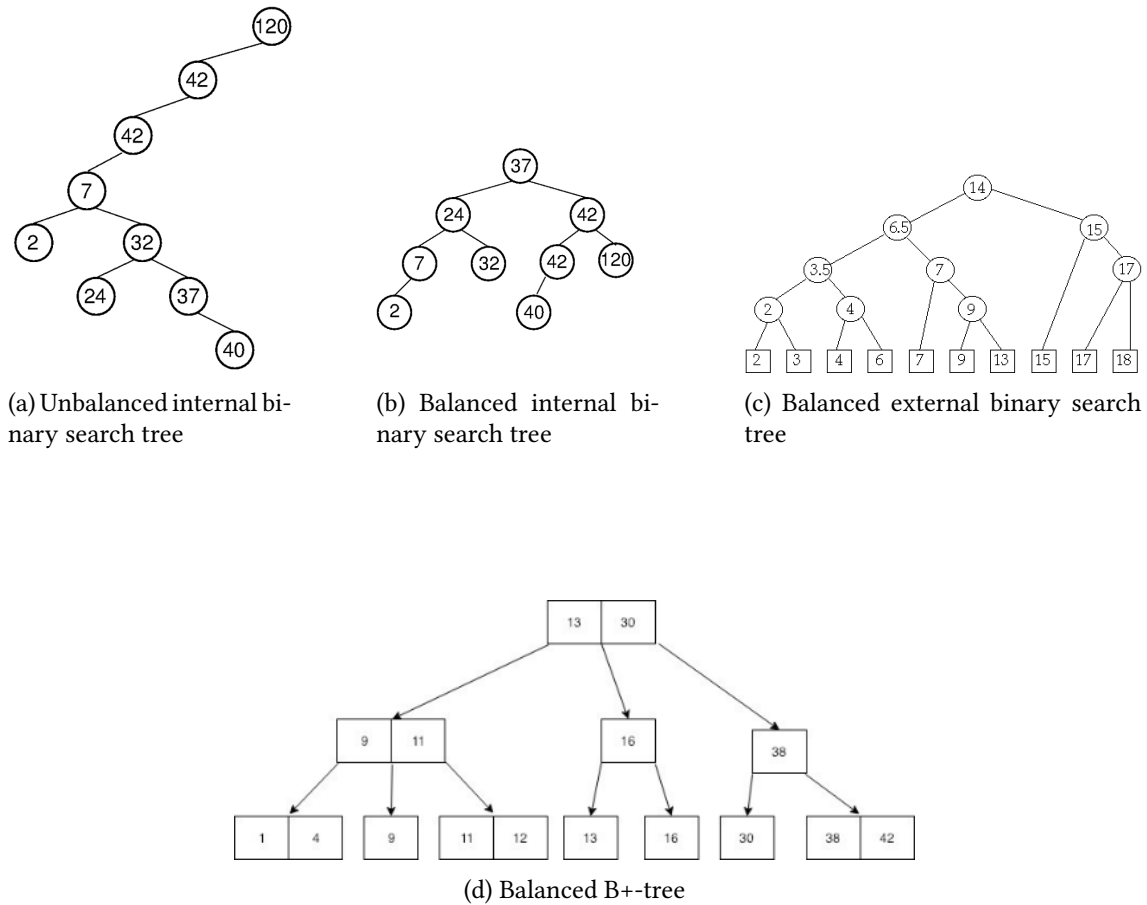 120
42
42
7
2
32
24
37
40
(a) Unbalanced internal bi-
nary search tree
37
24 42
7 32 42 120
2 40
(b) Balanced internal bi-
nary search tree
14
6.5 15
3.5 7 17
2 4 9
2 3 4 6 7 9 13 15 17 18
(c) Balanced external binary search
tree
13 30
9 11 16 38
1 4 9 11 12 13 16 30 38 42
(d) Balanced B+-tree